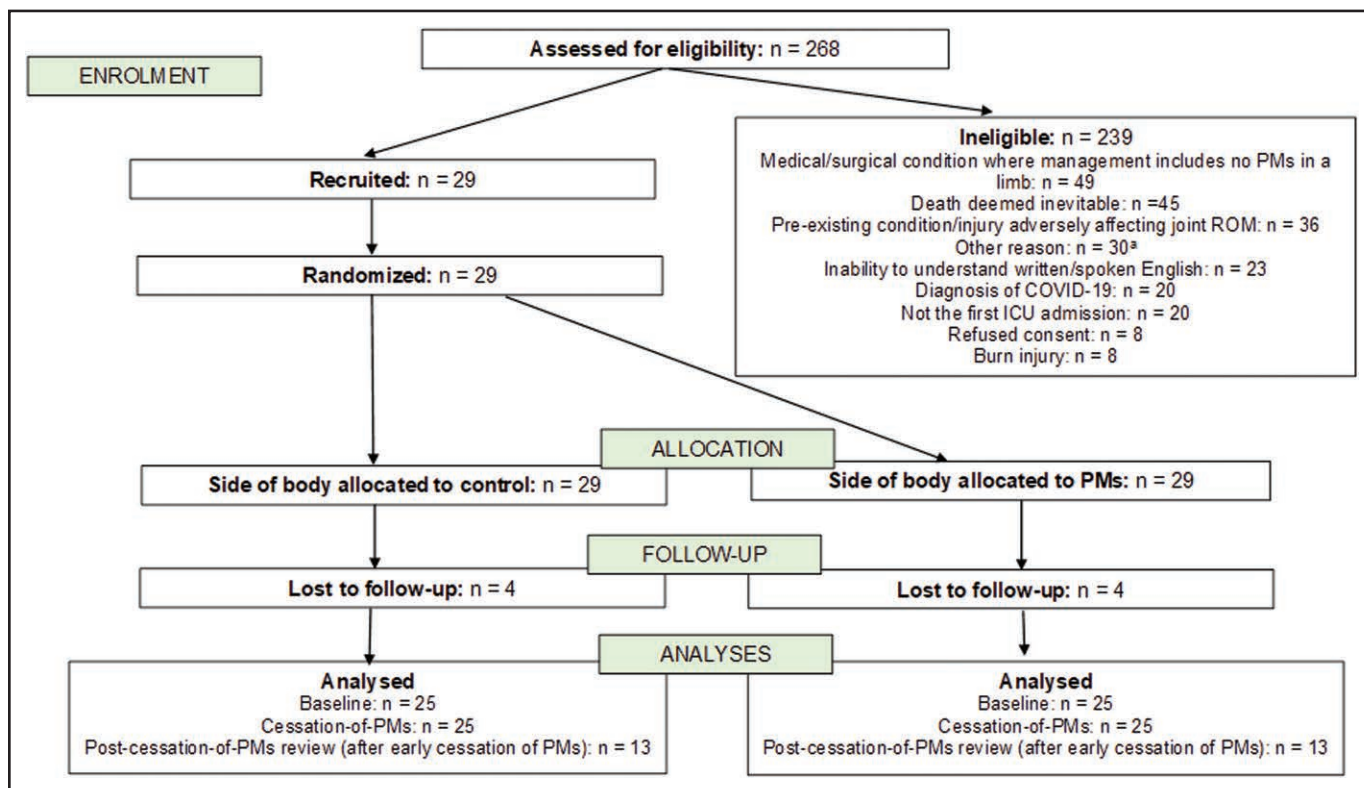 Assessed for eligibility: n = 268
ENROLMENT
Ineligible: n = 239
Medical/surgical condition where management includes no PMs in a
limb: n = 49
Death deemed inevitable: n =45
Pre-existing condition/injury adversely affecting joint ROM: n = 36
Other reason: n = 30ª
Inability to understand written/spoken English: n = 23
Diagnosis of COVID-19: n = 20
Not the first ICU admission: n = 20
Refused consent: n = 8
Burn injury: n = 8
Recruited: n = 29
Randomized: n = 29
ALLOCATION
Side of body allocated to control: n = 29
Side of body allocated to PMs: n = 29
FOLLOW-UP
Lost to follow-up: n = 4
Lost to follow-up: n = 4
ANALYSES
Analysed
Baseline: n = 25
Cessation-of-PMs: n = 25
Post-cessation-of-PMs review (after early cessation of PMs): n = 13
Analysed
Baseline: n = 25
Cessation-of-PMs: n = 25
Post-cessation-of-PMs review (after early cessation of PMs): n = 13